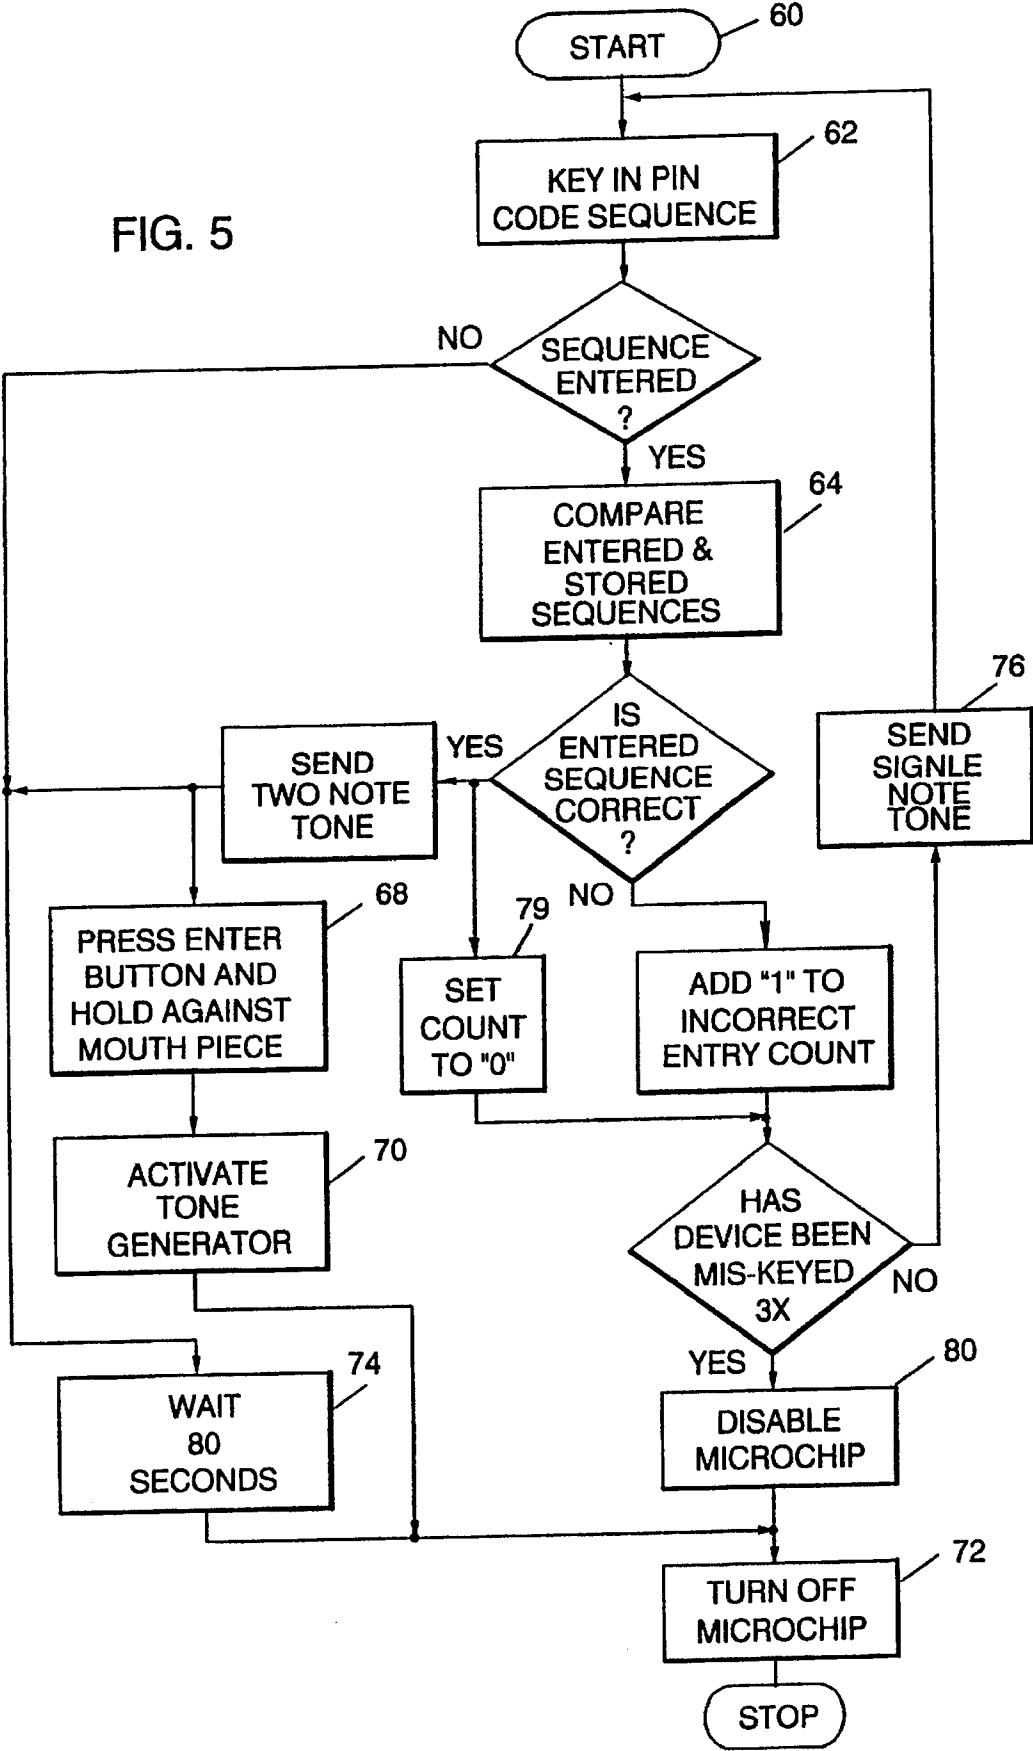 START
60
62
KEY IN PIN
CODE SEQUENCE
FIG. 5
NO
SEQUENCE
ENTERED
?
YES
64
COMPARE
ENTERED &
STORED
SEQUENCES
76
SEND
SIGNLE
NOTE
TONE
IS
ENTERED
SEQUENCE
CORRECT
?
YES
SEND
TWO NOTE
TONE
NO
68
PRESS ENTER
BUTTON AND
HOLD AGAINST
MOUTH PIECE
79
SET
COUNT
TO "0"
ADD "1" TO
INCORRECT
ENTRY COUNT
70
ACTIVATE
TONE
GENERATOR
HAS
DEVICE BEEN
MIS-KEYED
3X
NO
YES
74
WAIT
80
SECONDS
80
DISABLE
MICROCHIP
72
TURN OFF
MICROCHIP
STOP